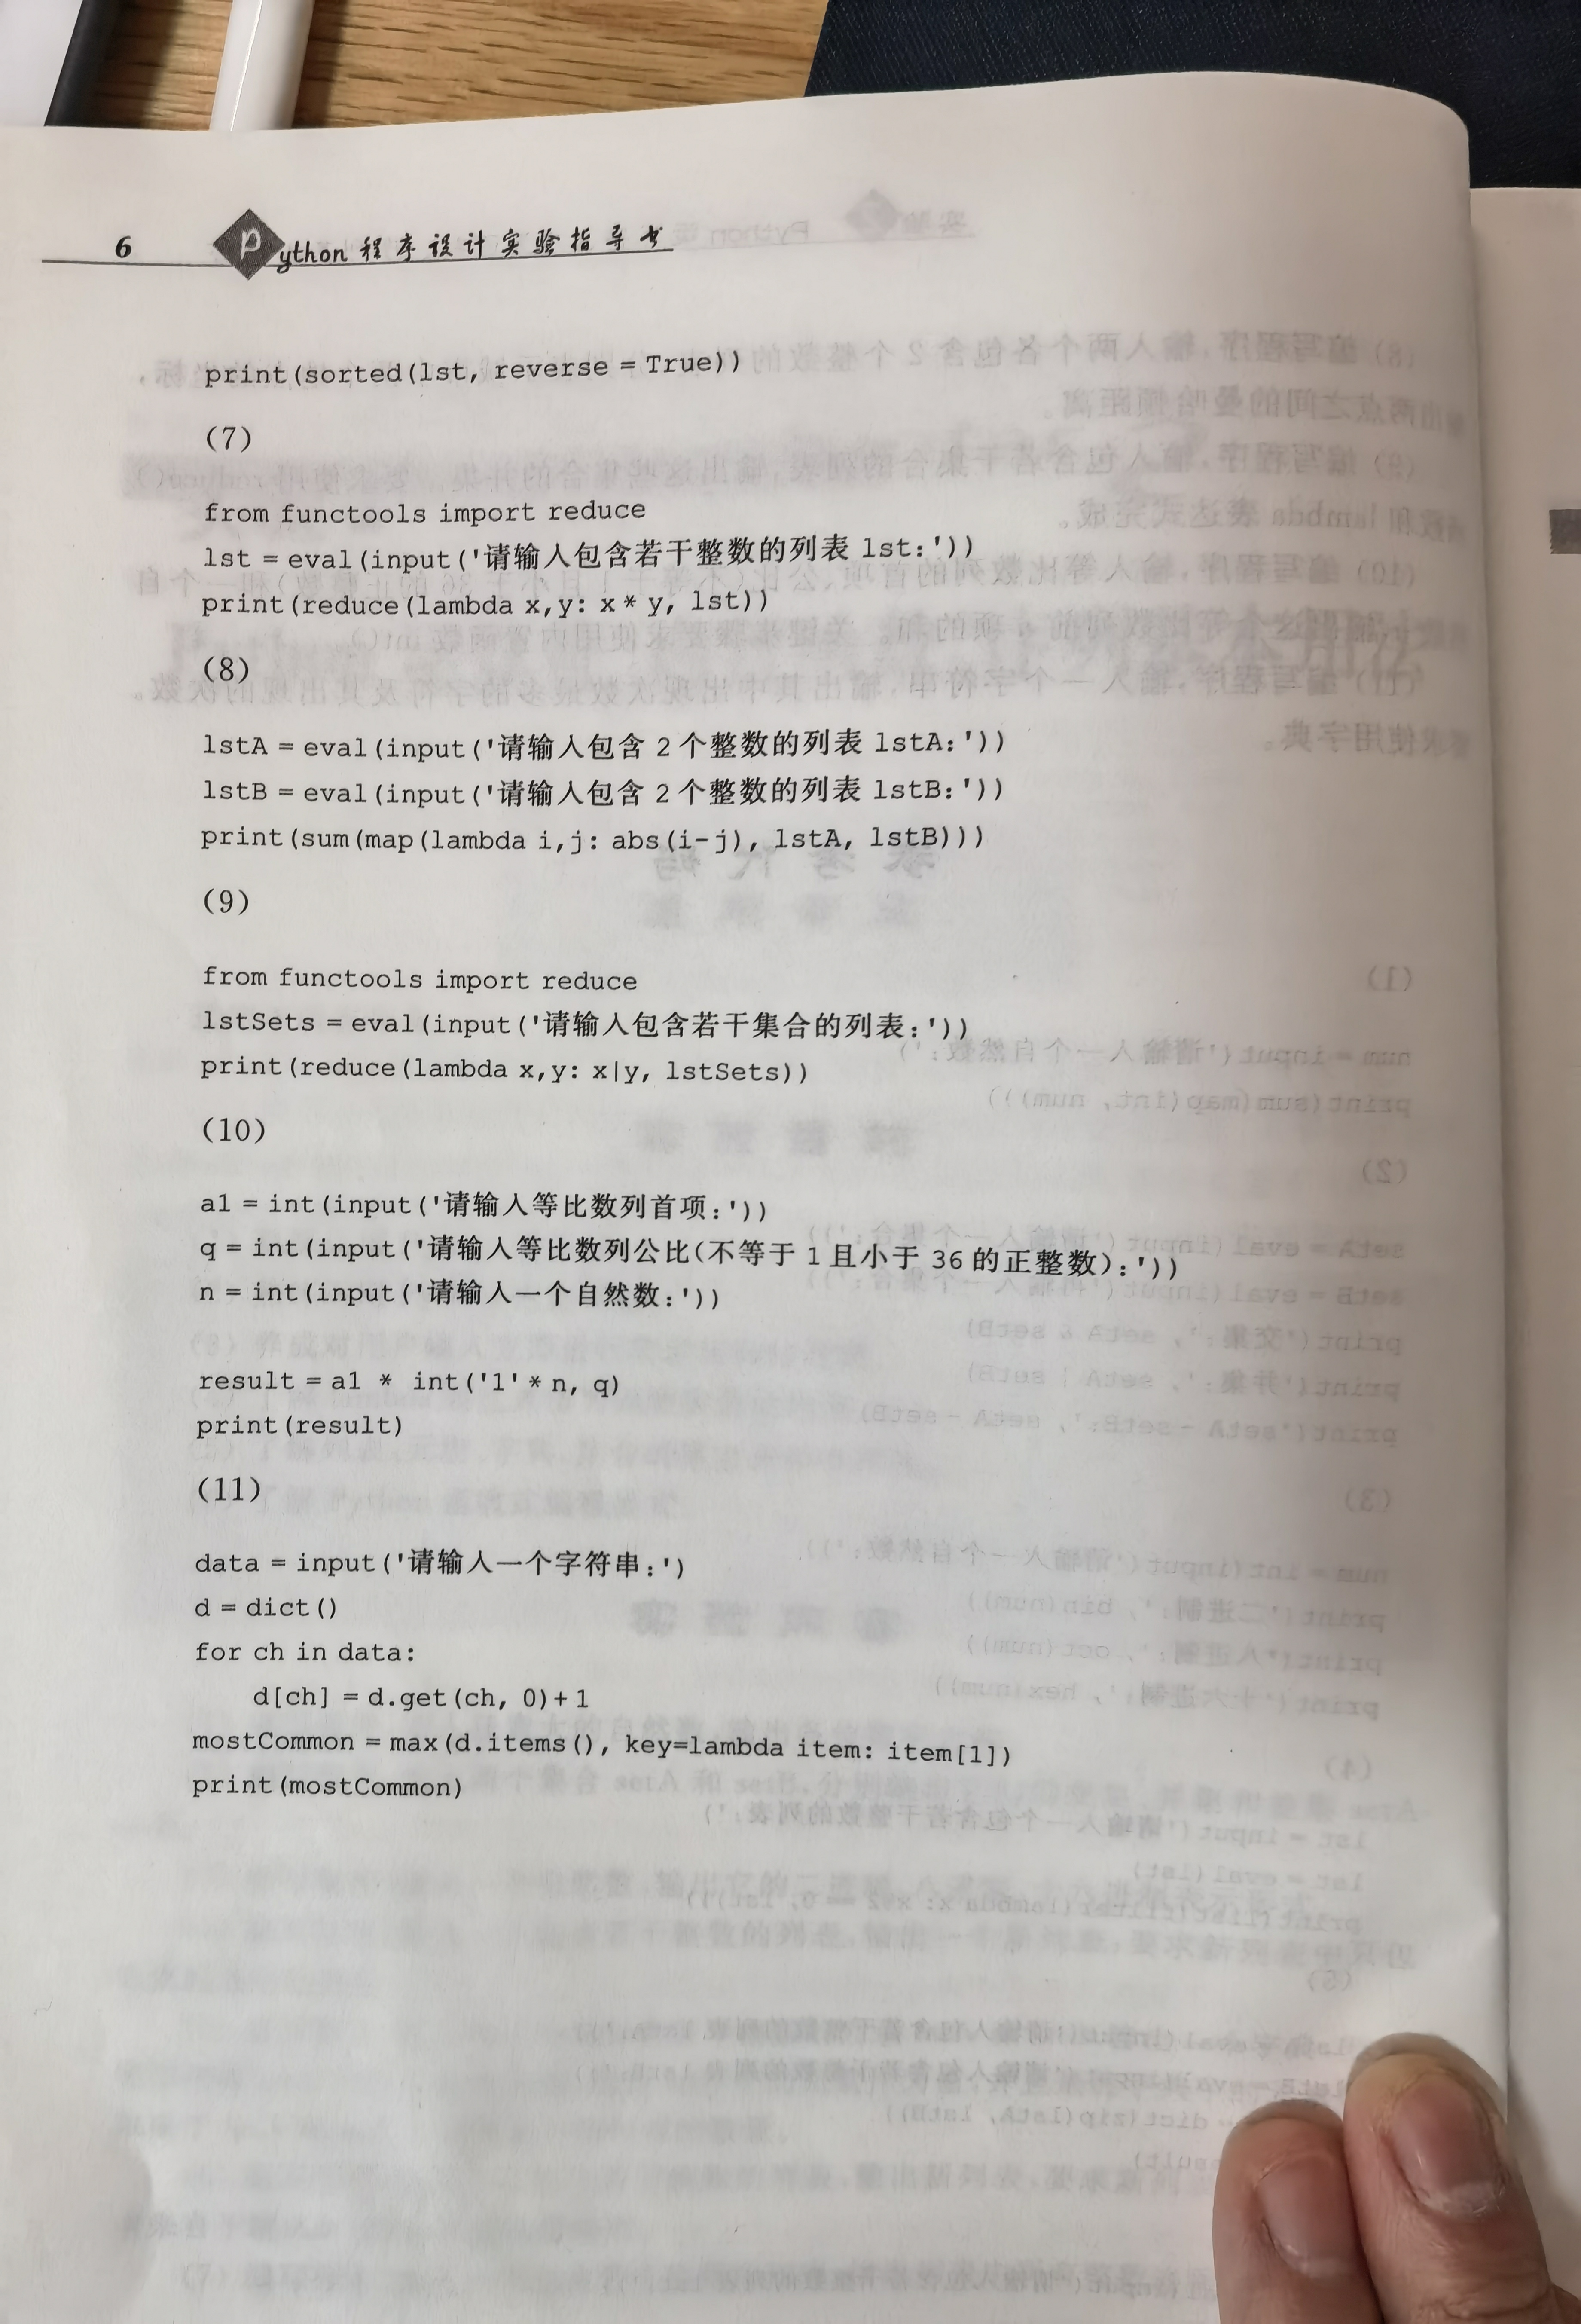 6 Python程序设计实验指导书
print(sorted(lst, reverse = True))
(7)
from functools import reduce
lst = eval(input('请输入包含若干整数的列表 lst:'))
print(reduce(lambda x,y: x * y, lst))
(8)
lstA = eval(input('请输入包含 2 个整数的列表 lstA:'))
lstB = eval(input('请输入包含 2 个整数的列表 lstB:'))
print(sum(map(lambda i,j: abs(i-j), lstA, lstB)))
(9)
from functools import reduce
lstSets = eval(input('请输入包含若干集合的列表:'))
print(reduce(lambda x,y: x|y, lstSets))
(10)
a1 = int(input('请输入等比数列首项:'))
q = int(input('请输入等比数列公比(不等于 1 且小于 36 的正整数):'))
n = int(input('请输入一个自然数:'))
result = a1 * int('1' * n, q)
print(result)
(11)
data = input('请输入一个字符串:')
d = dict()
for ch in data:
    d[ch] = d.get(ch, 0)+1
mostCommon = max(d.items(), key=lambda item: item[1])
print(mostCommon)